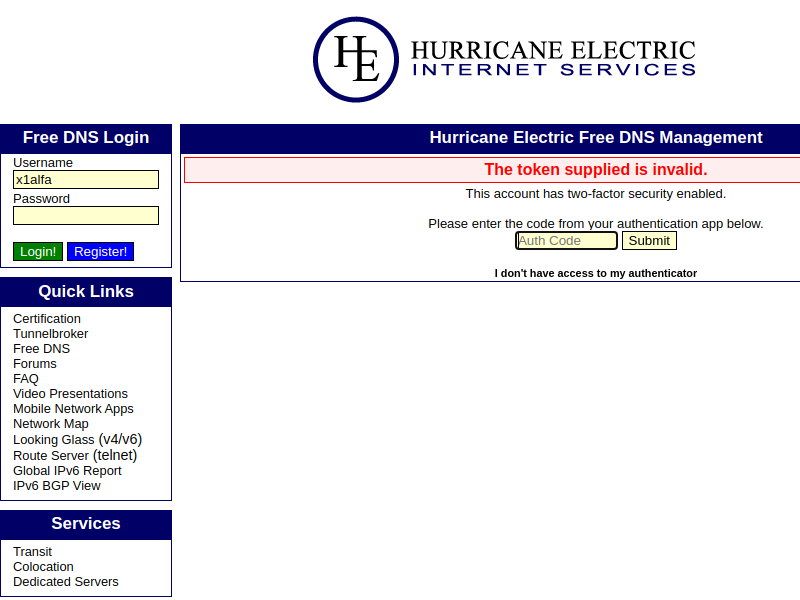 HE
HURRICANE ELECTRIC
INTERNET SERVICES
Free DNS Login
Username
x1alfa
Password
Login! Register!
Quick Links
Certification
Tunnelbroker
Free DNS
Forums
FAQ
Video Presentations
Mobile Network Apps
Network Map
Looking Glass (v4/v6)
Route Server (telnet)
Global IPv6 Report
IPv6 BGP View
Services
Transit
Colocation
Dedicated Servers
Hurricane Electric Free DNS Management
The token supplied is invalid.
This account has two-factor security enabled.
Please enter the code from your authentication app below.
Auth Code Submit
I don't have access to my authenticator